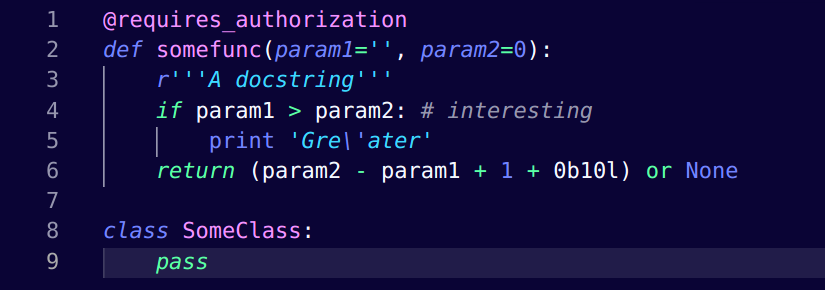 1 @requires_authorization
2 def somefunc(param1='', param2=0):
3     r'''A docstring'''
4     if param1 > param2: # interesting
5         print 'Gre\'ater'
6     return (param2 - param1 + 1 + 0b10l) or None
7
8 class SomeClass:
9     pass